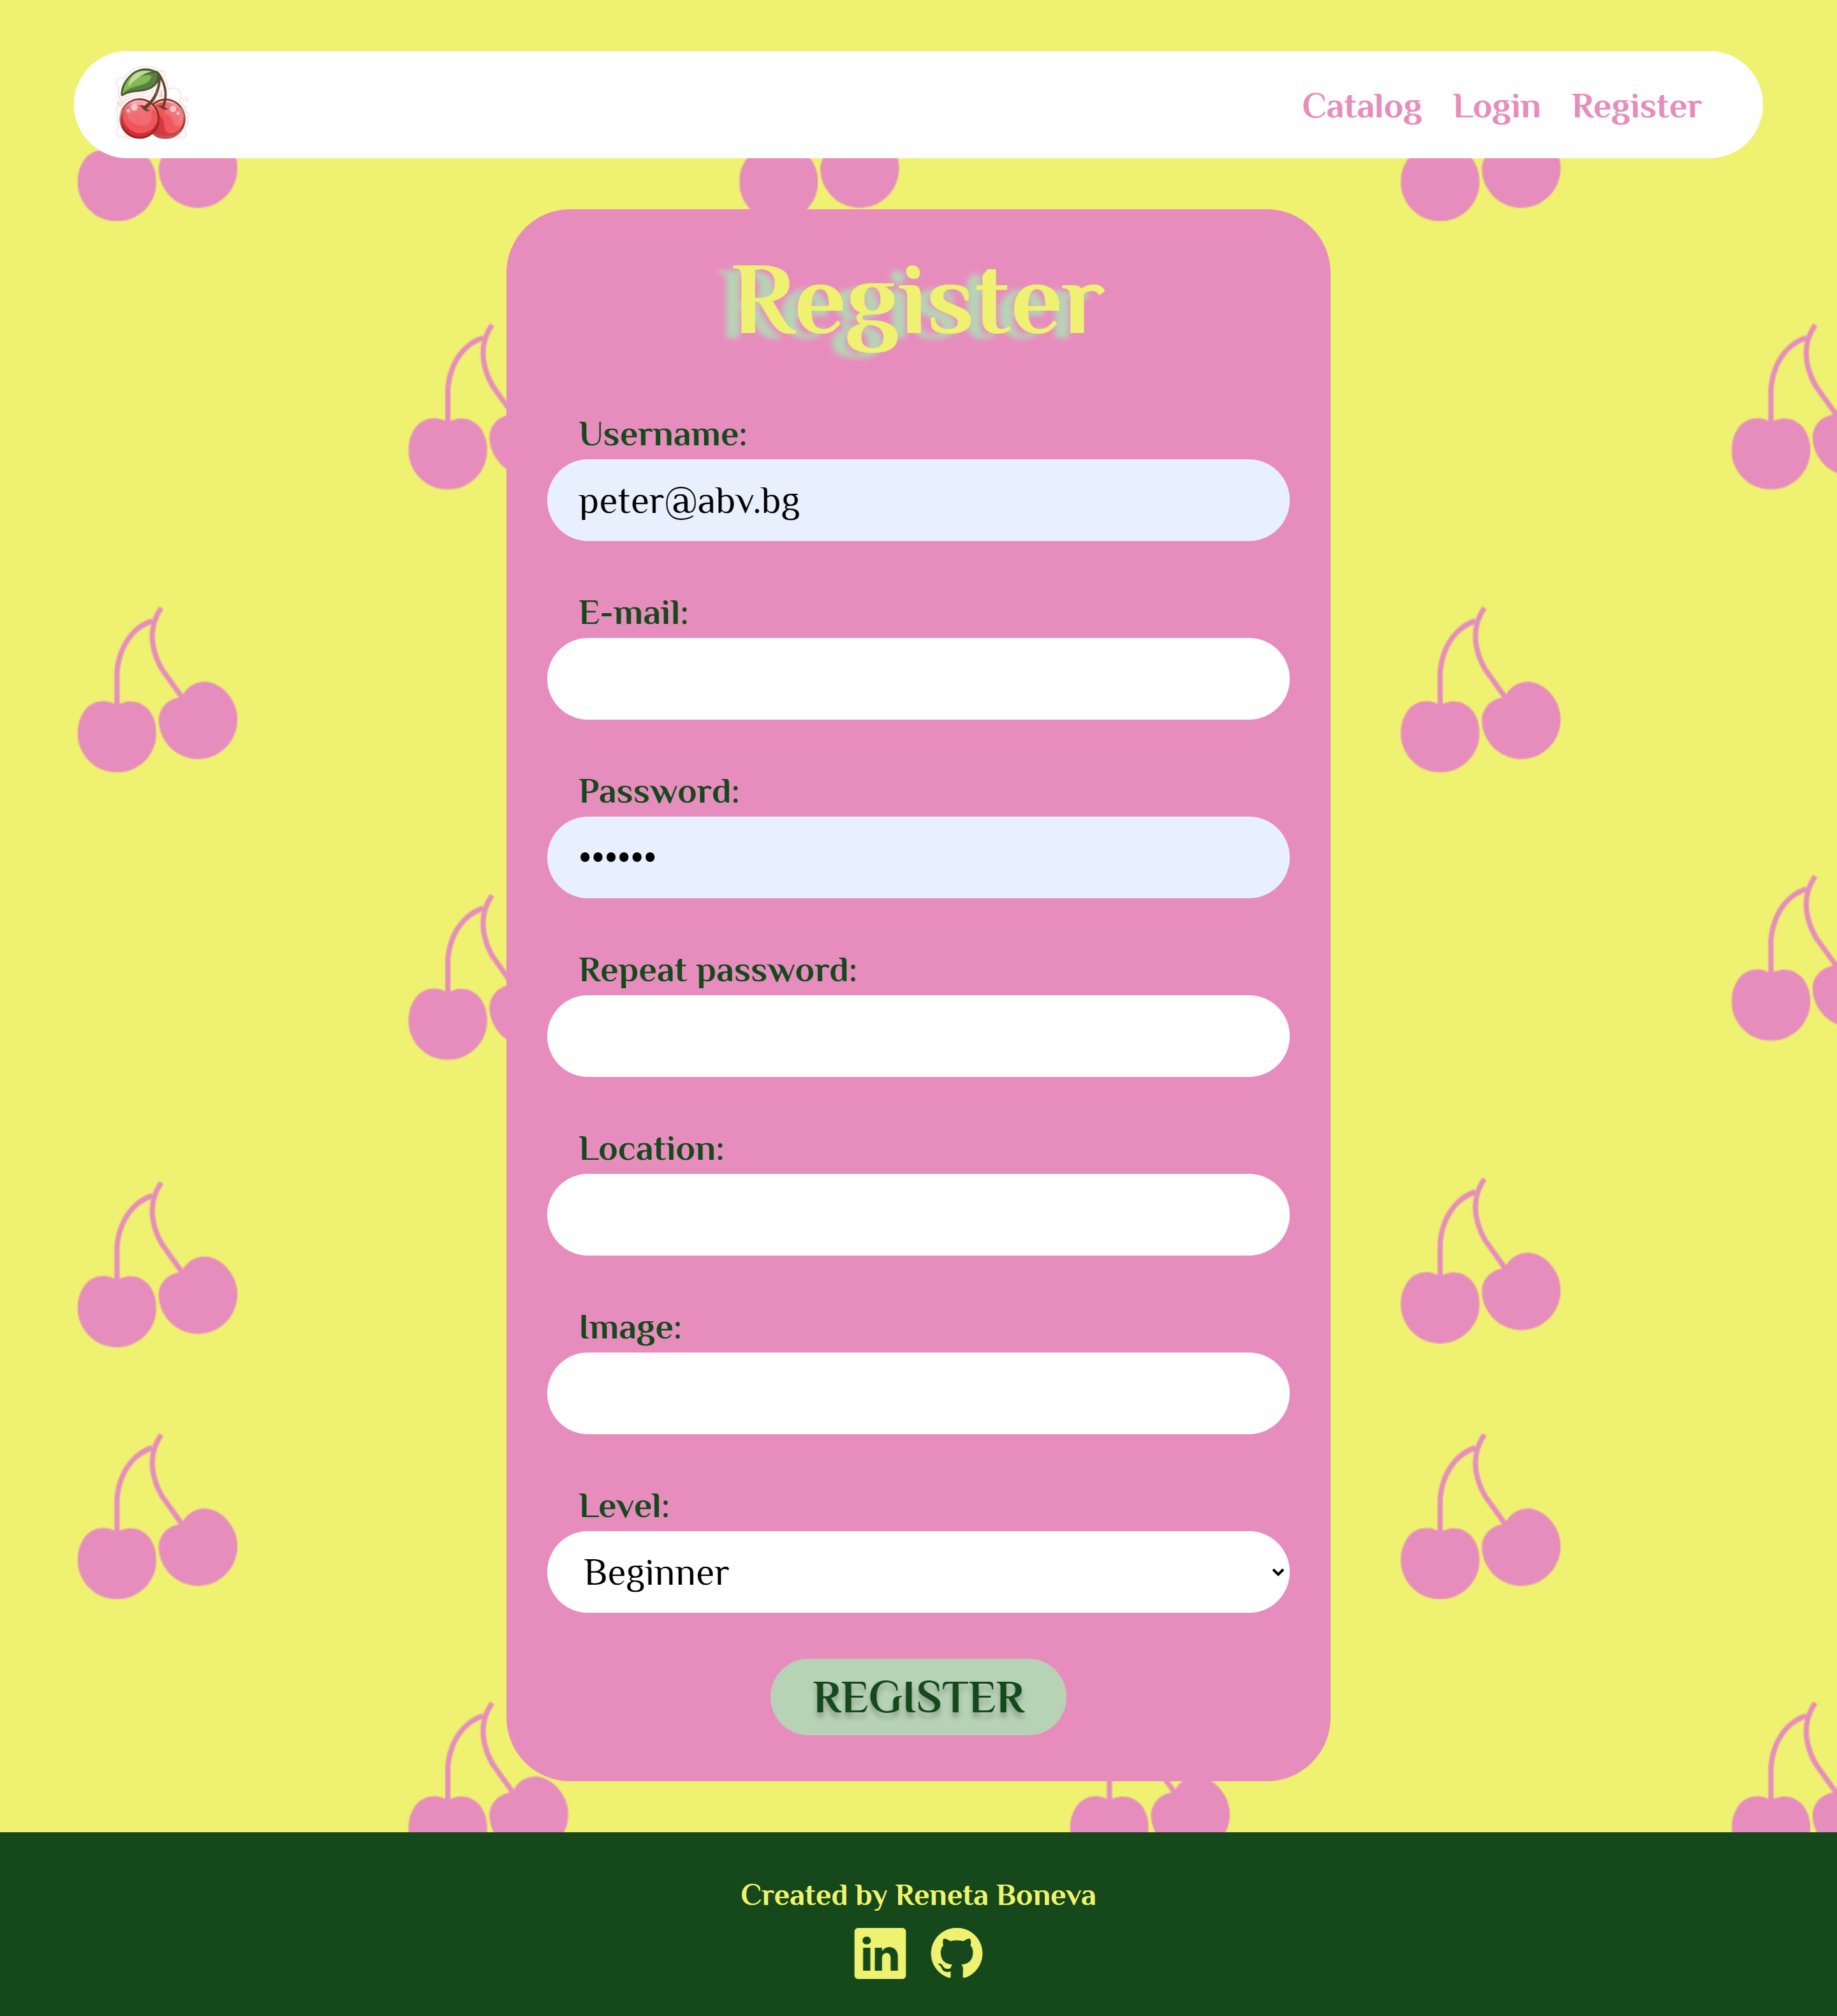 Catalog Login Register
Register
Username:
peter@abv.bg
E-mail:
Password:
••••••
Repeat password:
Location:
Image:
Level:
Beginner
REGISTER
Created by Reneta Boneva
in